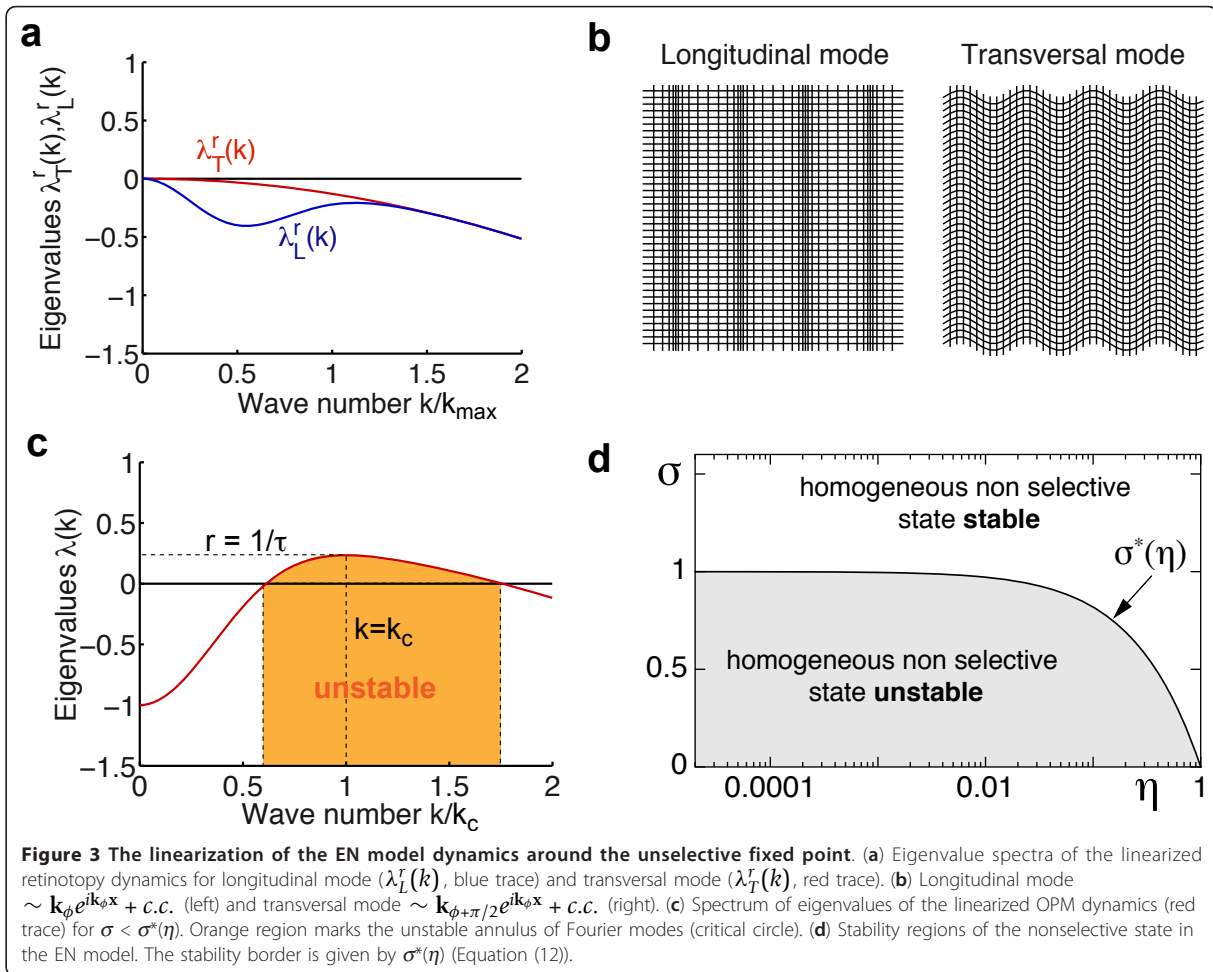 a
Eigenvalues λ_T^r(k),λ_L^r(k)
1
0.5
0
−0.5
−1
−1.5
λ_T^r(k)
λ_L^r(k)
0
0.5
1
1.5
2
Wave number k/k_max
b
Longitudinal mode
Transversal mode
c
Eigenvalues λ(k)
1
0.5
0
−0.5
−1
−1.5
r = 1/τ
k=k_c
unstable
0
0.5
1
1.5
2
Wave number k/k_c
d
σ
1
0.5
0
homogeneous non selective
state stable
σ*(η)
homogeneous non selective
state unstable
0.0001
0.01
η
1
Figure 3 The linearization of the EN model dynamics around the unselective fixed point. (a) Eigenvalue spectra of the linearized
retinotopy dynamics for longitudinal mode (λ_L^r(k), blue trace) and transversal mode (λ_T^r(k), red trace). (b) Longitudinal mode
~ k_ϕ e^{ik_ϕx} + c.c. (left) and transversal mode ~ k_{ϕ+π/2} e^{ik_ϕx} + c.c. (right). (c) Spectrum of eigenvalues of the linearized OPM dynamics (red
trace) for σ < σ*(η). Orange region marks the unstable annulus of Fourier modes (critical circle). (d) Stability regions of the nonselective state in
the EN model. The stability border is given by σ*(η) (Equation (12)).